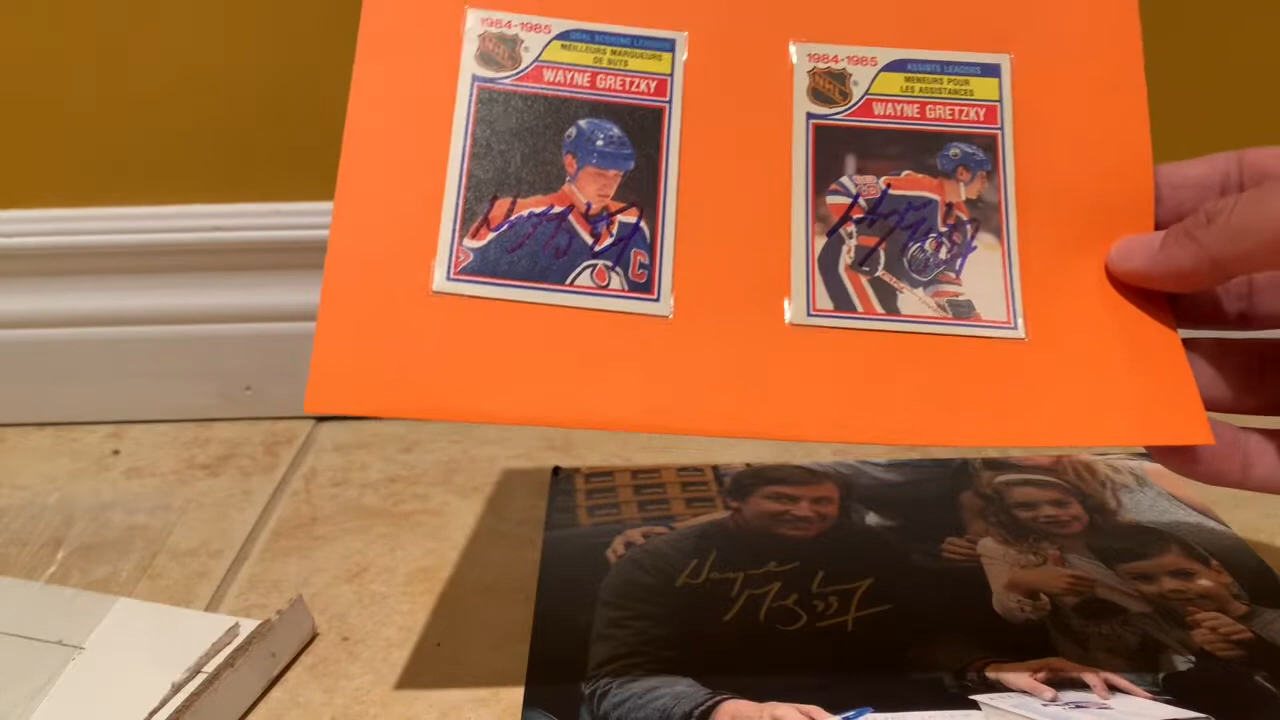 1984-1985
GOAL SCORING LEADERS
MEILLEURS MARQUEURS
DE BUTS
NHL
WAYNE GRETZKY
C
1984-1985
ASSISTS LEADERS
MENEURS POUR
LES ASSISTANCES
NHL
WAYNE GRETZKY
Wayne